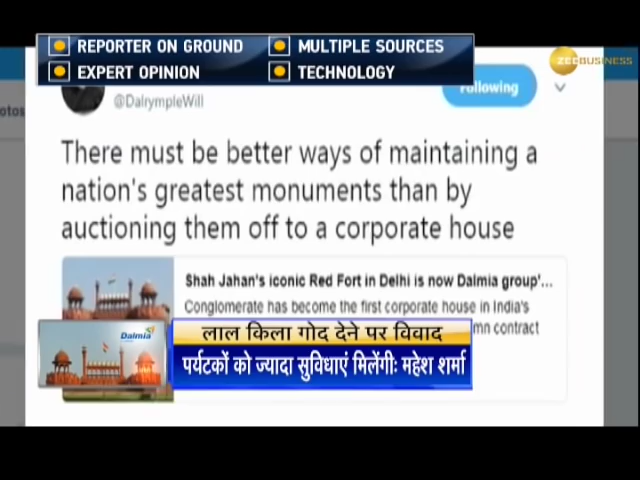 REPORTER ON GROUND
MULTIPLE SOURCES
EXPERT OPINION
TECHNOLOGY
ZEE BUSINESS
@DalrympleWill
Following
There must be better ways of maintaining a
nation's greatest monuments than by
auctioning them off to a corporate house
Shah Jahan's iconic Red Fort in Delhi is now Dalmia group'...
Conglomerate has become the first corporate house in India's
contract
Dalmia
लाल किला गोद देने पर विवाद
पर्यटकों को ज्यादा सुविधाएं मिलेंगीः महेश शर्मा